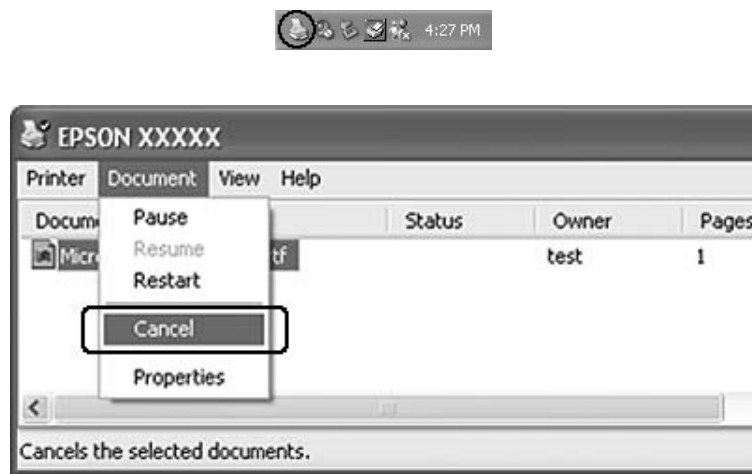 4:27 PM
EPSON XXXXX
Printer Document View Help
Status Owner Pages
Pause
test 1
Resume
tf
Restart
Cancel
Properties
Cancels the selected documents.